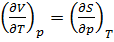 (∂V/∂T)_p = (∂S/∂p)_T